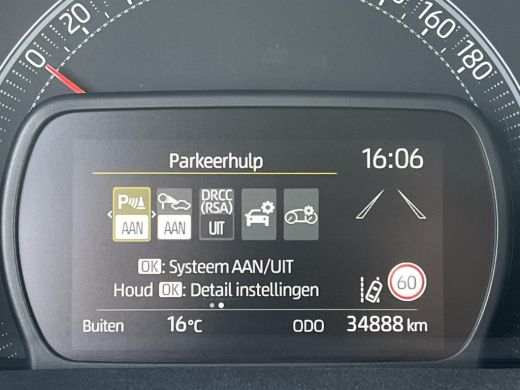 0 20 160 180
Parkeerhulp 16:06
P DRCC
(RSA)
AAN AAN UIT
OK: Systeem AAN/UIT
Houd OK: Detail instellingen
60
Buiten 16°C ODO 34888 km